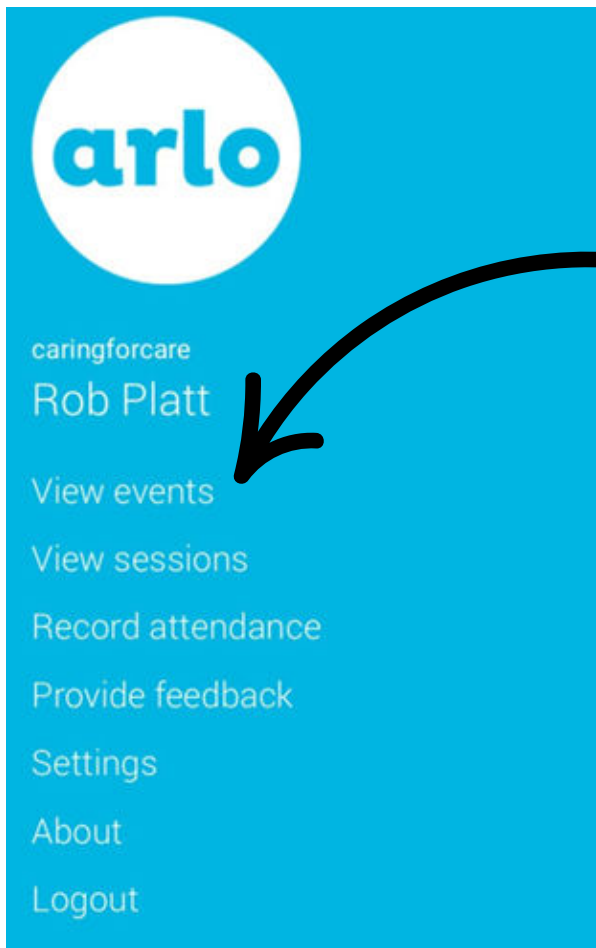 arlo
caringforcare
Rob Platt
View events
View sessions
Record attendance
Provide feedback
Settings
About
Logout